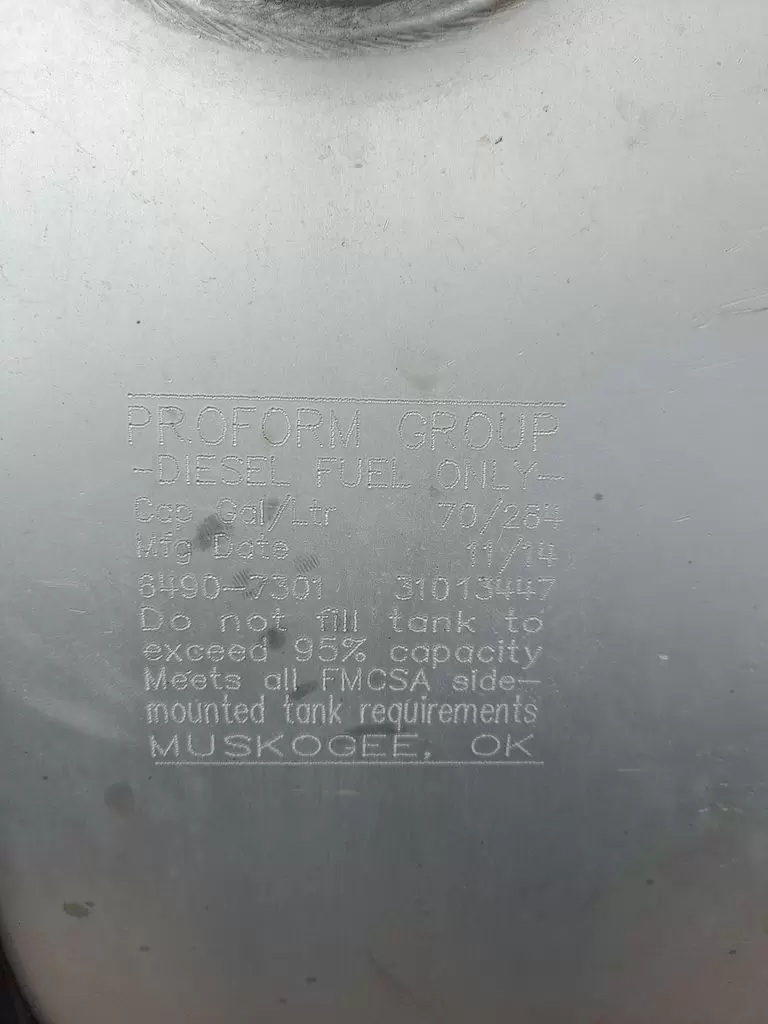 PROFORM GROUP
-DIESEL FUEL ONLY-
Cap Gal/Ltr 70/264
Mfg Date 11/14
6490-7301 31013447
Do not fill tank to
exceed 95% capacity
Meets all FMCSA side-
mounted tank requirements
MUSKOGEE, OK